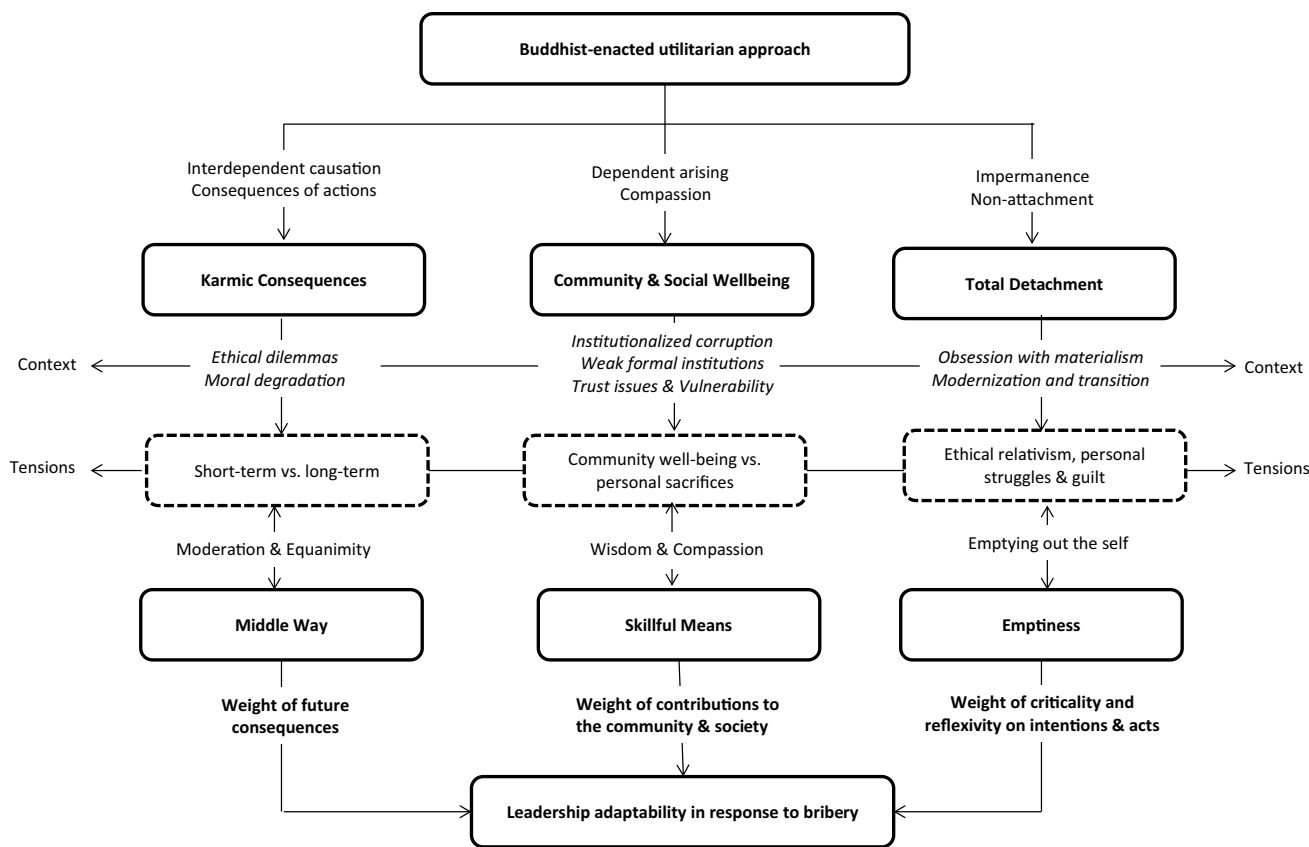 Buddhist-enacted utilitarian approach
Interdependent causation
Consequences of actions
Dependent arising
Compassion
Impermanence
Non-attachment
Karmic Consequences
Community & Social Wellbeing
Total Detachment
Context
Ethical dilemmas
Moral degradation
Institutionalized corruption
Weak formal institutions
Trust issues & Vulnerability
Obsession with materialism
Modernization and transition
Context
Tensions
Short-term vs. long-term
Community well-being vs.
personal sacrifices
Ethical relativism, personal
struggles & guilt
Tensions
Moderation & Equanimity
Wisdom & Compassion
Emptying out the self
Middle Way
Skillful Means
Emptiness
Weight of future
consequences
Weight of contributions to
the community & society
Weight of criticality and
reflexivity on intentions & acts
Leadership adaptability in response to bribery